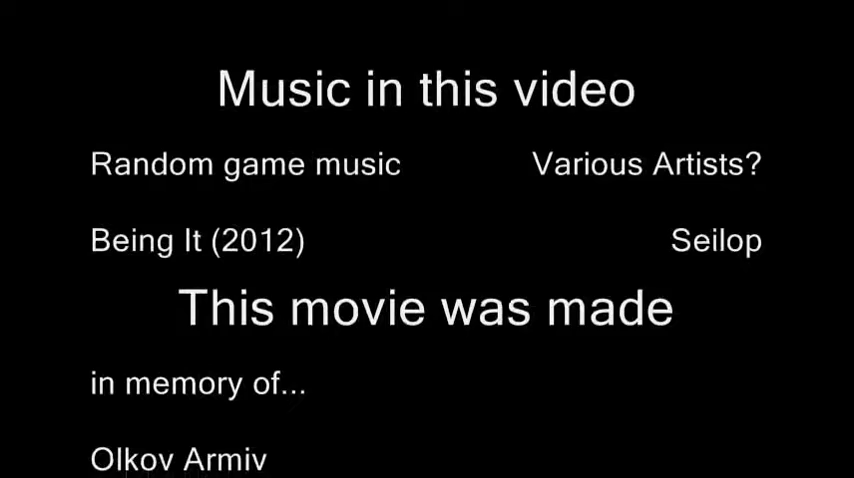 Music in this video
Random game music Various Artists?
Being It (2012) Seilop
This movie was made
in memory of...
Olkov Armiv